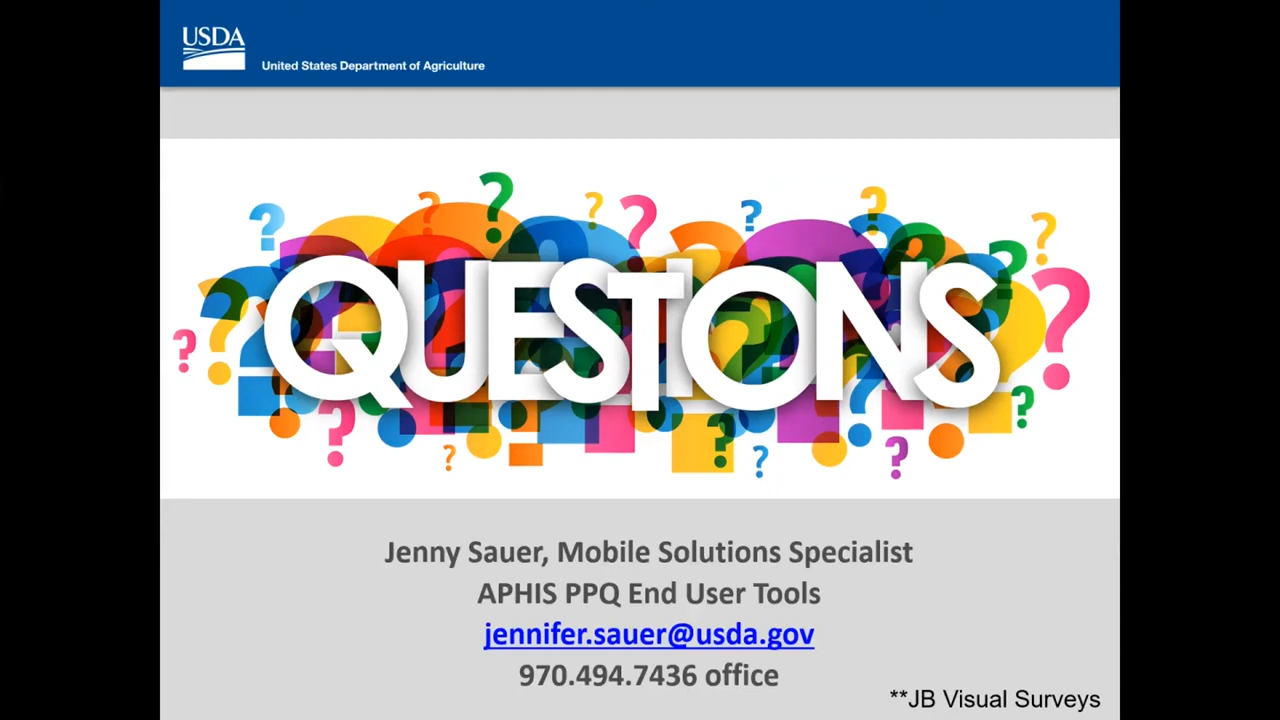 USDA
United States Department of Agriculture
QUESTIONS
Jenny Sauer, Mobile Solutions Specialist
APHIS PPQ End User Tools
jennifer.sauer@usda.gov
970.494.7436 office
**JB Visual Surveys